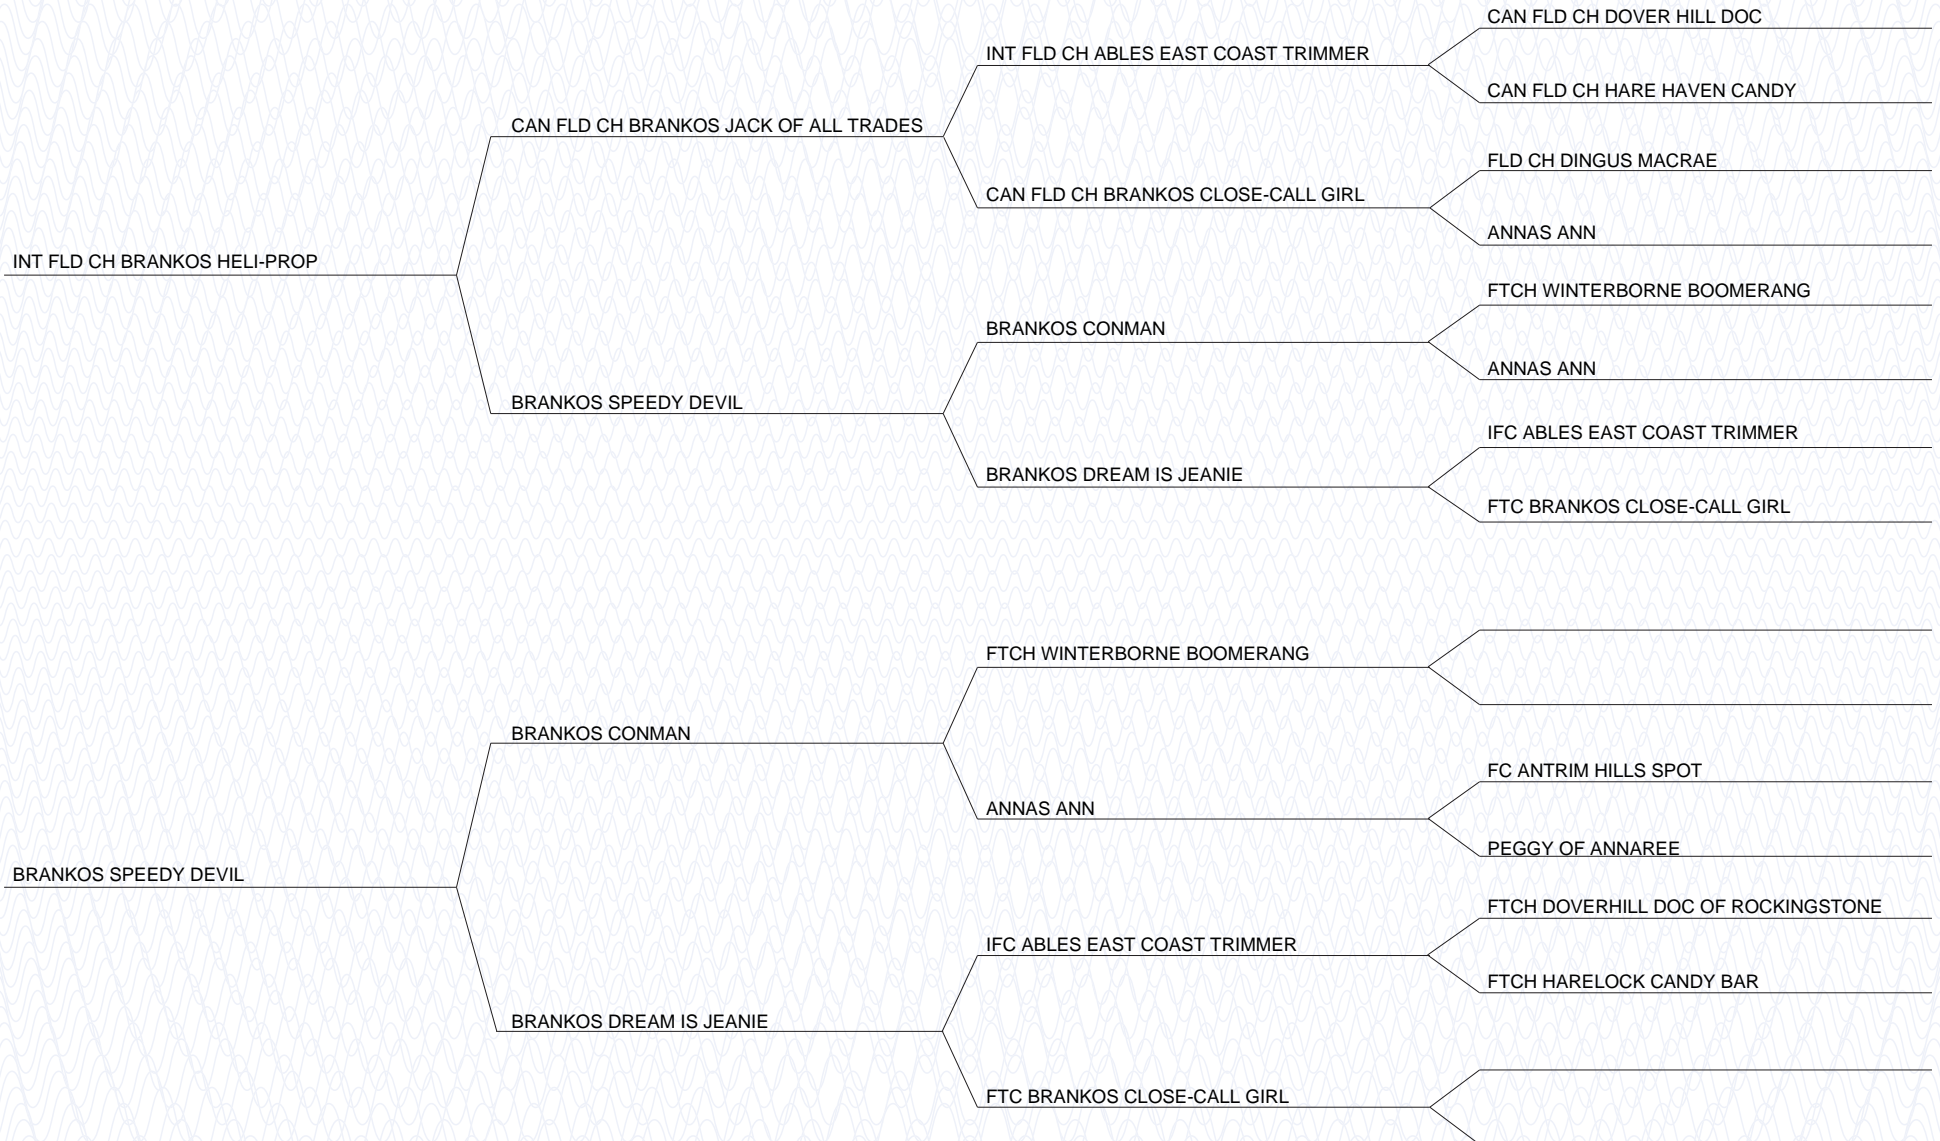 CAN FLD CH DOVER HILL DOC
INT FLD CH ABLES EAST COAST TRIMMER
CAN FLD CH HARE HAVEN CANDY
CAN FLD CH BRANKOS JACK OF ALL TRADES
FLD CH DINGUS MACRAE
CAN FLD CH BRANKOS CLOSE-CALL GIRL
ANNAS ANN
INT FLD CH BRANKOS HELI-PROP
FTCH WINTERBORNE BOOMERANG
BRANKOS CONMAN
ANNAS ANN
BRANKOS SPEEDY DEVIL
IFC ABLES EAST COAST TRIMMER
BRANKOS DREAM IS JEANIE
FTC BRANKOS CLOSE-CALL GIRL
FTCH WINTERBORNE BOOMERANG
BRANKOS CONMAN
FC ANTRIM HILLS SPOT
ANNAS ANN
PEGGY OF ANNAREE
BRANKOS SPEEDY DEVIL
FTCH DOVERHILL DOC OF ROCKINGSTONE
IFC ABLES EAST COAST TRIMMER
FTCH HARELOCK CANDY BAR
BRANKOS DREAM IS JEANIE
FTC BRANKOS CLOSE-CALL GIRL